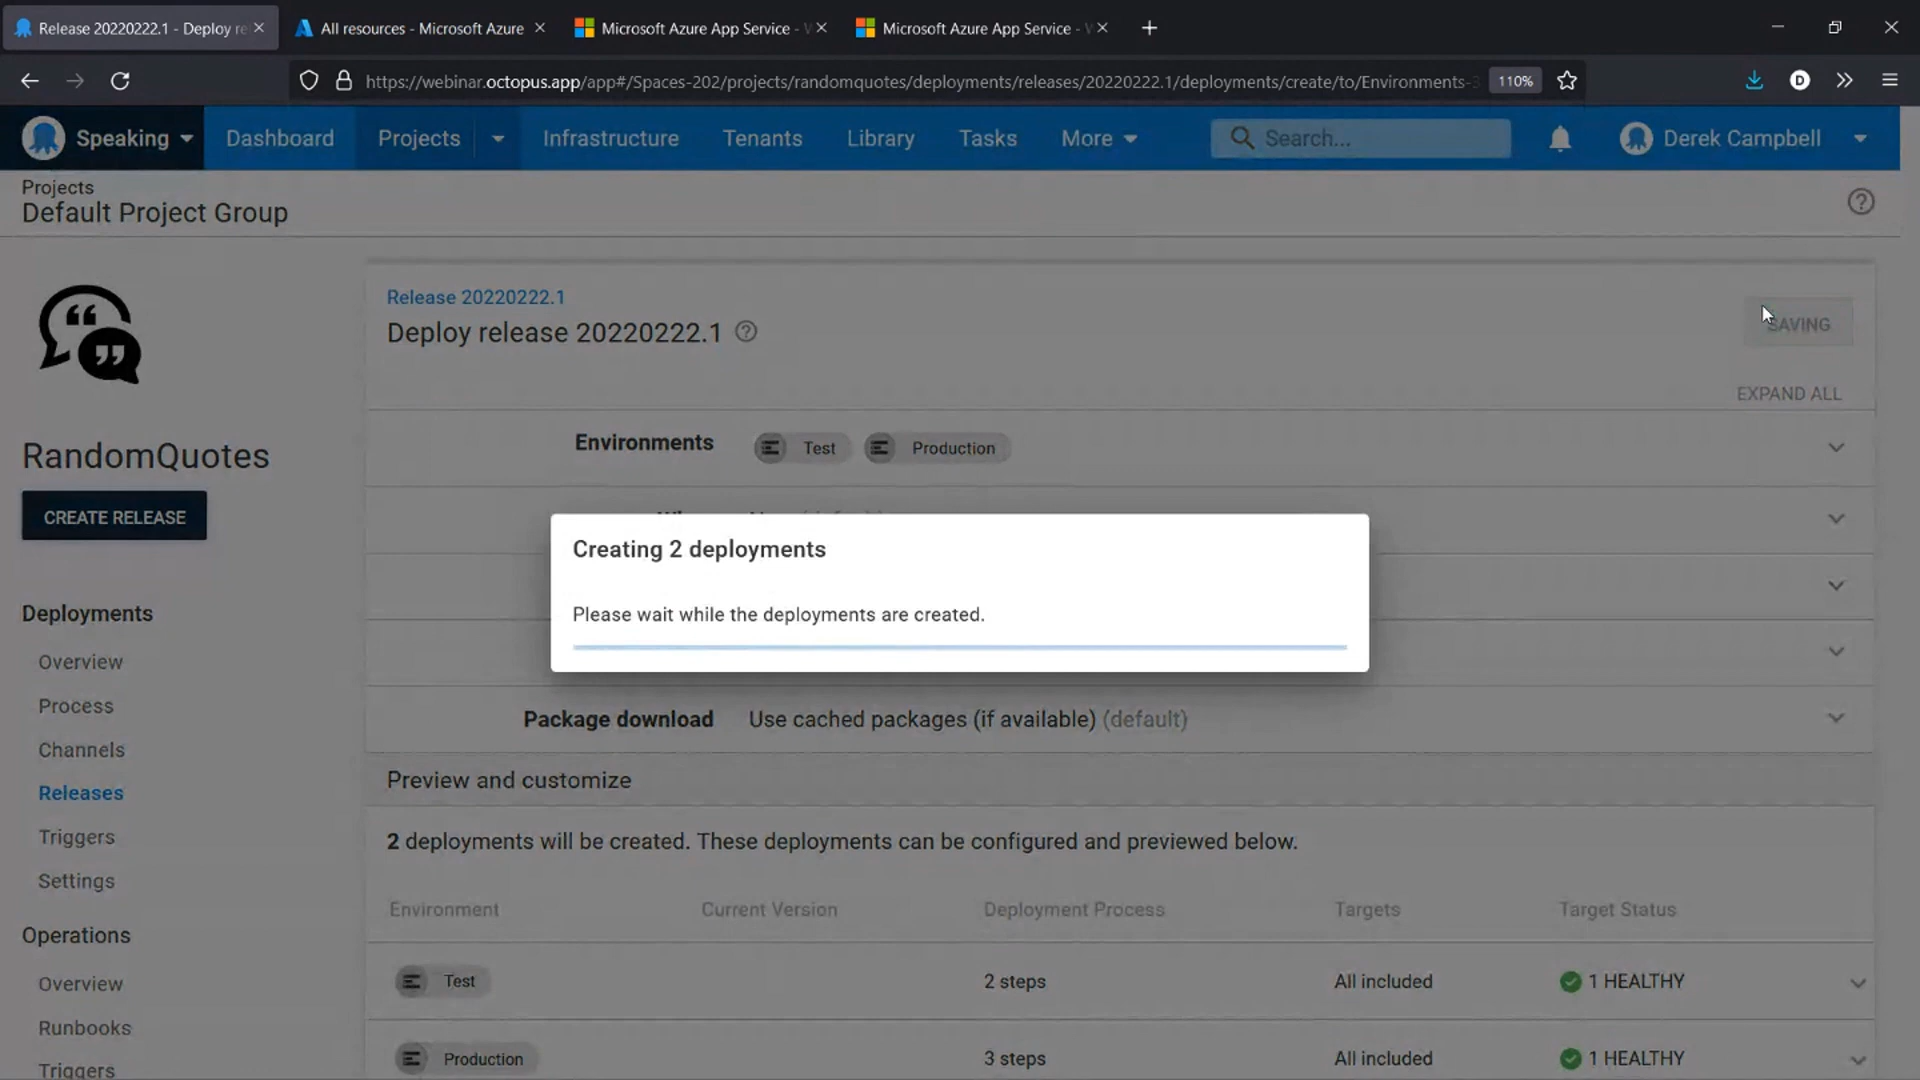 Release 20220222.1 - Deploy re
All resources - Microsoft Azure
Microsoft Azure App Service -
Microsoft Azure App Service -
https://webinar.octopus.app/app#/Spaces-202/projects/randomquotes/deployments/releases/20220222.1/deployments/create/to/Environments-
110%
D
Speaking
Dashboard
Projects
Infrastructure
Tenants
Library
Tasks
More
Search...
Derek Campbell
Projects
Default Project Group
Release 20220222.1
Deploy release 20220222.1
SAVING
EXPAND ALL
Environments
Test
Production
RandomQuotes
CREATE RELEASE
Creating 2 deployments
Please wait while the deployments are created.
Deployments
Overview
Process
Channels
Releases
Triggers
Settings
Operations
Overview
Runbooks
Triggers
Package download
Use cached packages (if available) (default)
Preview and customize
2 deployments will be created. These deployments can be configured and previewed below.
Environment Current Version Deployment Process Targets Target Status
Test 2 steps All included 1 HEALTHY
Production 3 steps All included 1 HEALTHY